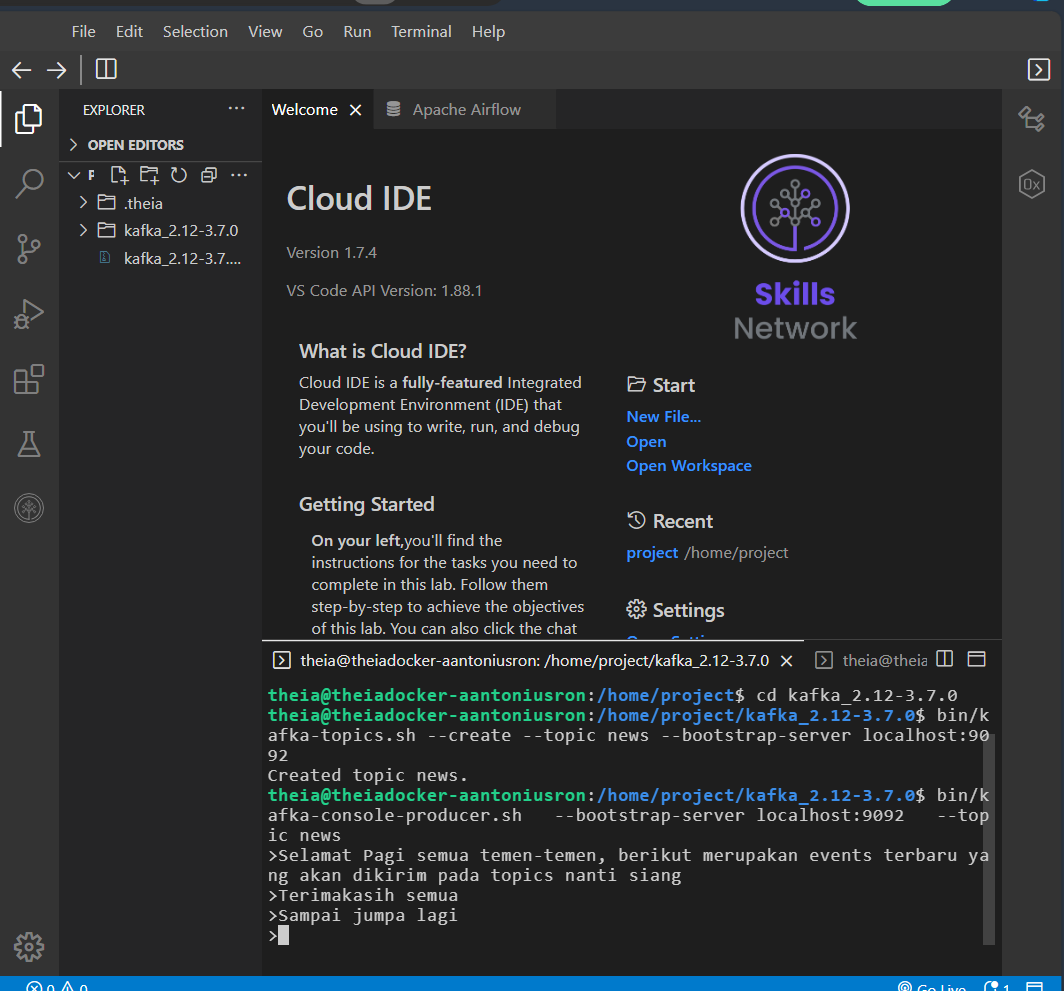 File Edit Selection View Go Run Terminal Help
EXPLORER
Welcome
Apache Airflow
OPEN EDITORS
.theia
kafka_2.12-3.7.0
kafka_2.12-3.7....
Cloud IDE
Version 1.7.4
VS Code API Version: 1.88.1
Skills
Network
What is Cloud IDE?
Cloud IDE is a fully-featured Integrated
Development Environment (IDE) that
you'll be using to write, run, and debug
your code.
Getting Started
On your left,you'll find the
instructions for the tasks you need to
complete in this lab. Follow them
step-by-step to achieve the objectives
of this lab. You can also click the chat
Start
New File...
Open
Open Workspace
Recent
project /home/project
Settings
theia@theiadocker-aantoniusron: /home/project/kafka_2.12-3.7.0
theia@theia
theia@theiadocker-aantoniusron:/home/project$ cd kafka_2.12-3.7.0
theia@theiadocker-aantoniusron:/home/project/kafka_2.12-3.7.0$ bin/k
afka-topics.sh --create --topic news --bootstrap-server localhost:90
92
Created topic news.
theia@theiadocker-aantoniusron:/home/project/kafka_2.12-3.7.0$ bin/k
afka-console-producer.sh   --bootstrap-server localhost:9092   --top
ic news
>Selamat Pagi semua temen-temen, berikut merupakan events terbaru ya
ng akan dikirim pada topics nanti siang
>Terimakasih semua
>Sampai jumpa lagi
>
0 0
Go Live
1